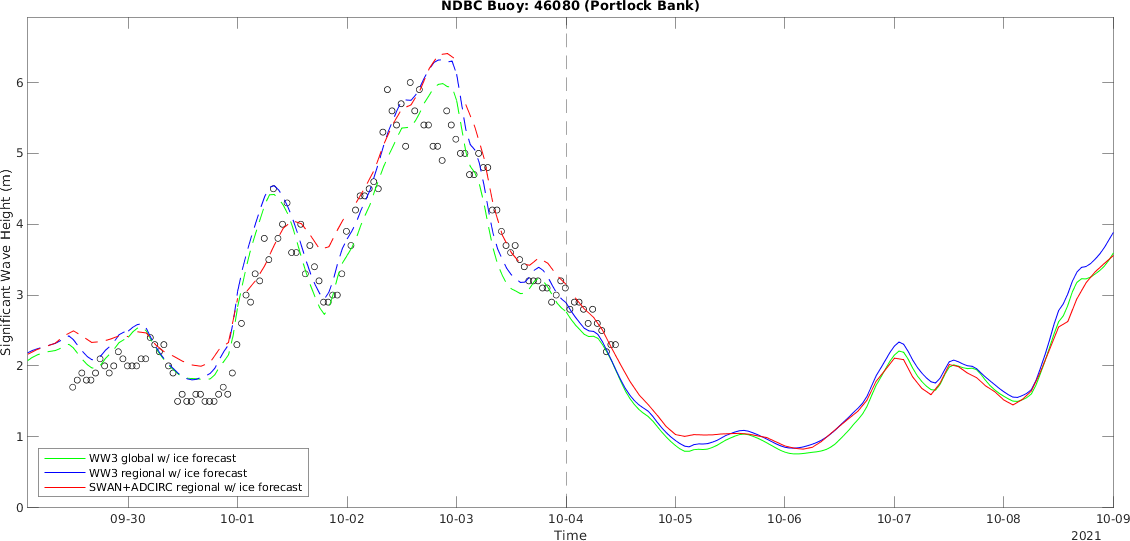 NDBC Buoy: 46080 (Portlock Bank)
Significant Wave Height (m)
6
5
4
3
2
1
0
WW3 global w/ ice forecast
WW3 regional w/ ice forecast
SWAN+ADCIRC regional w/ ice forecast
09-30 10-01 10-02 10-03 10-04 10-05 10-06 10-07 10-08 10-09
Time
2021